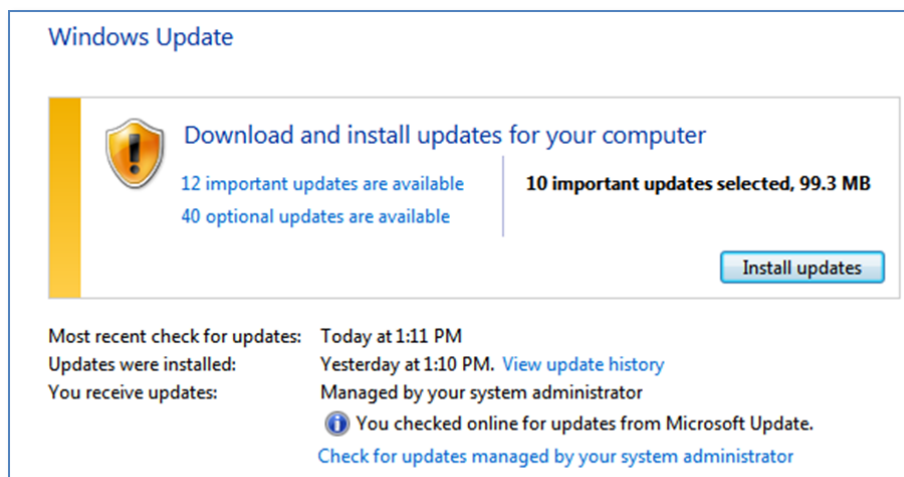 Windows Update
Download and install updates for your computer
12 important updates are available
10 important updates selected, 99.3 MB
40 optional updates are available
Install updates
Most recent check for updates: Today at 1:11 PM
Updates were installed: Yesterday at 1:10 PM. View update history
You receive updates: Managed by your system administrator
You checked online for updates from Microsoft Update.
Check for updates managed by your system administrator